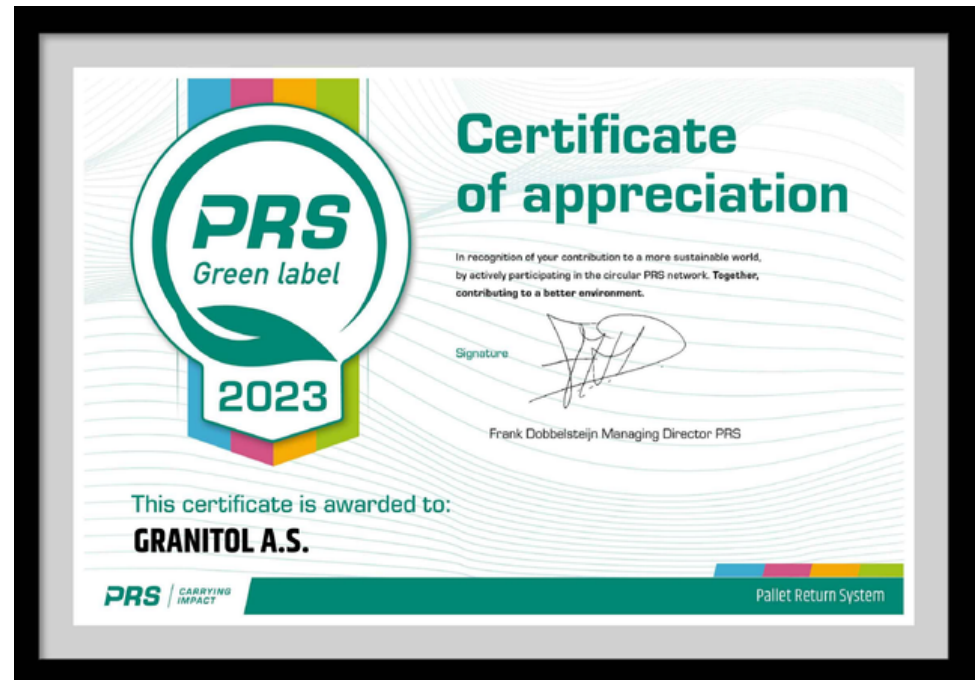 PRS
Green label
2023
Certificate
of appreciation
In recognition of your contribution to a more sustainable world,
by actively participating in the circular PRS network. Together,
contributing to a better environment.
Signature
Frank Dobbelsteijn Managing Director PRS
This certificate is awarded to:
GRANITOL A.S.
PRS CARRYING
IMPACT
Pallet Return System